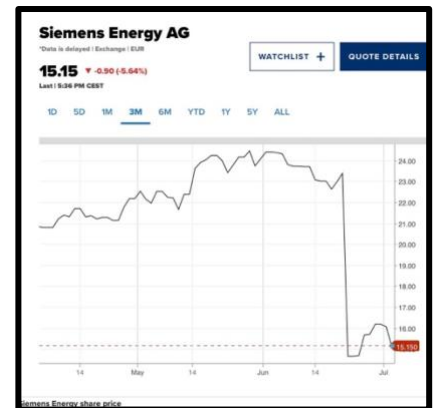 Siemens Energy AG
*Data is delayed | Exchange | EUR
WATCHLIST +
QUOTE DETAILS
15.15 ▼ -0.90 (-5.64%)
Last | 5:36 PM CEST
1D 5D 1M 3M 6M YTD 1Y 5Y ALL
24.00
23.00
22.00
21.00
20.00
19.00
18.00
17.00
16.00
15.150
14 May 14 Jun 14 Jul
Siemens Energy share price